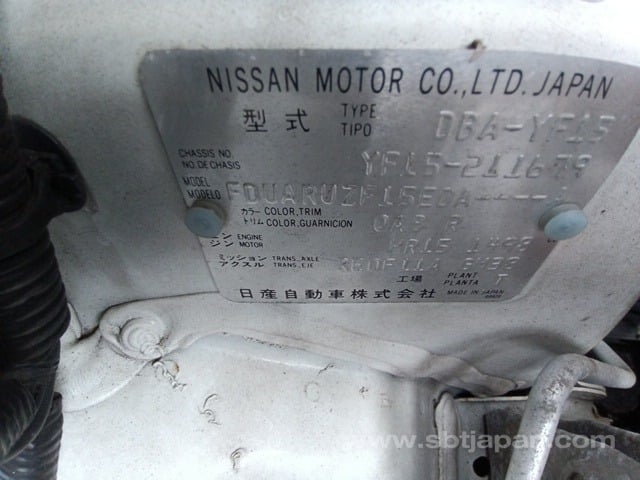 NISSAN MOTOR CO.,LTD. JAPAN
型式 TYPE TIPO DBA-YF15
CHASSIS NO. NO. DE CHASIS YF15-211679
MODEL MODELO
カラー COLOR, TRIM
トリム COLOR, GUARNICION
エンジン ENGINE MOTOR HR15 1498
ミッション TRANS. AXLE
アクスル TRANS. EJE
工場 PLANT PLANTA T
日産自動車株式会社 MADE IN JAPAN
www.sbtjapan.com